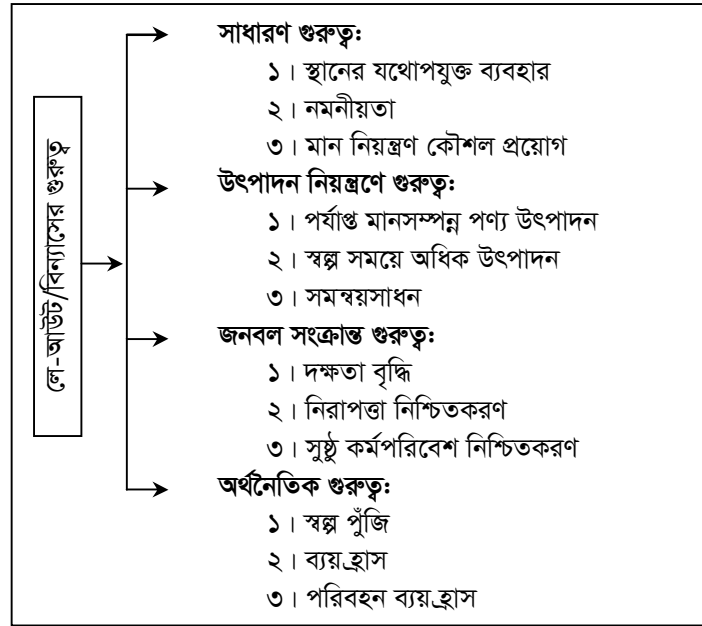 লে-আউট/বিন্যাসের গুরুত্ব
সাধারণ গুরুত্ব:
১। স্থানের যথোপযুক্ত ব্যবহার
২। নমনীয়তা
৩। মান নিয়ন্ত্রণ কৌশল প্রয়োগ
উৎপাদন নিয়ন্ত্রণে গুরুত্ব:
১। পর্যাপ্ত মানসম্পন্ন পণ্য উৎপাদন
২। স্বল্প সময়ে অধিক উৎপাদন
৩। সমন্বয়সাধন
জনবল সংক্রান্ত গুরুত্ব:
১। দক্ষতা বৃদ্ধি
২। নিরাপত্তা নিশ্চিতকরণ
৩। সুষ্ঠু কর্মপরিবেশ নিশ্চিতকরণ
অর্থনৈতিক গুরুত্ব:
১। স্বল্প পুঁজি
২। ব্যয় হ্রাস
৩। পরিবহন ব্যয় হ্রাস